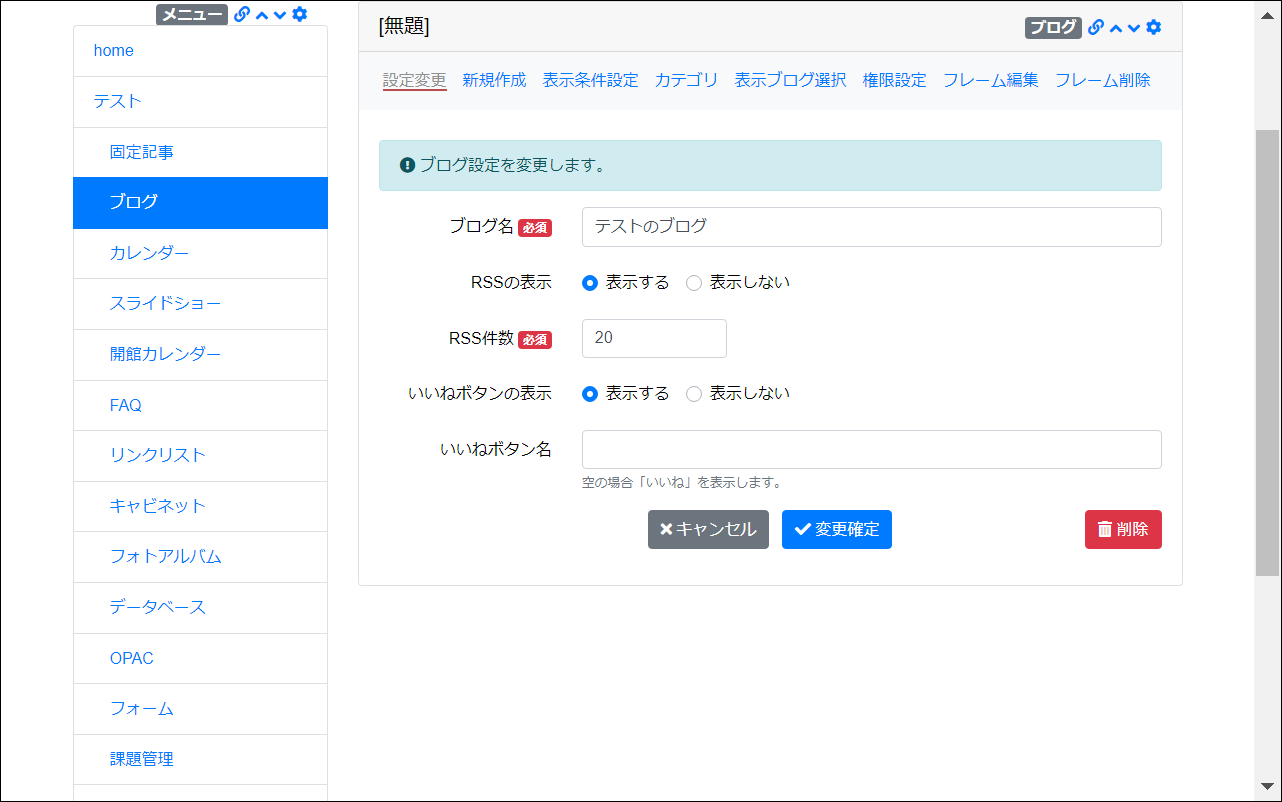 メニュー
home
テスト
固定記事
ブログ
カレンダー
スライドショー
開館カレンダー
FAQ
リンクリスト
キャビネット
フォトアルバム
データベース
OPAC
フォーム
課題管理
[無題]
ブログ
設定変更 新規作成 表示条件設定 カテゴリ 表示ブログ選択 権限設定 フレーム編集 フレーム削除
ブログ設定を変更します。
ブログ名 必須 テストのブログ
RSSの表示 表示する 表示しない
RSS件数 必須 20
いいねボタンの表示 表示する 表示しない
いいねボタン名
空の場合「いいね」を表示します。
キャンセル 変更確定 削除